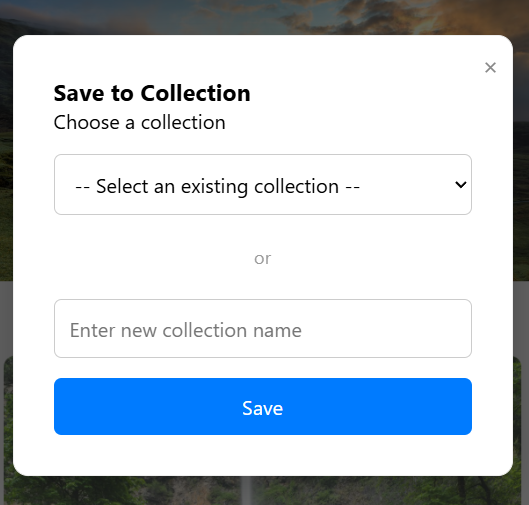 ×
Save to Collection
Choose a collection
-- Select an existing collection --
or
Enter new collection name
Save